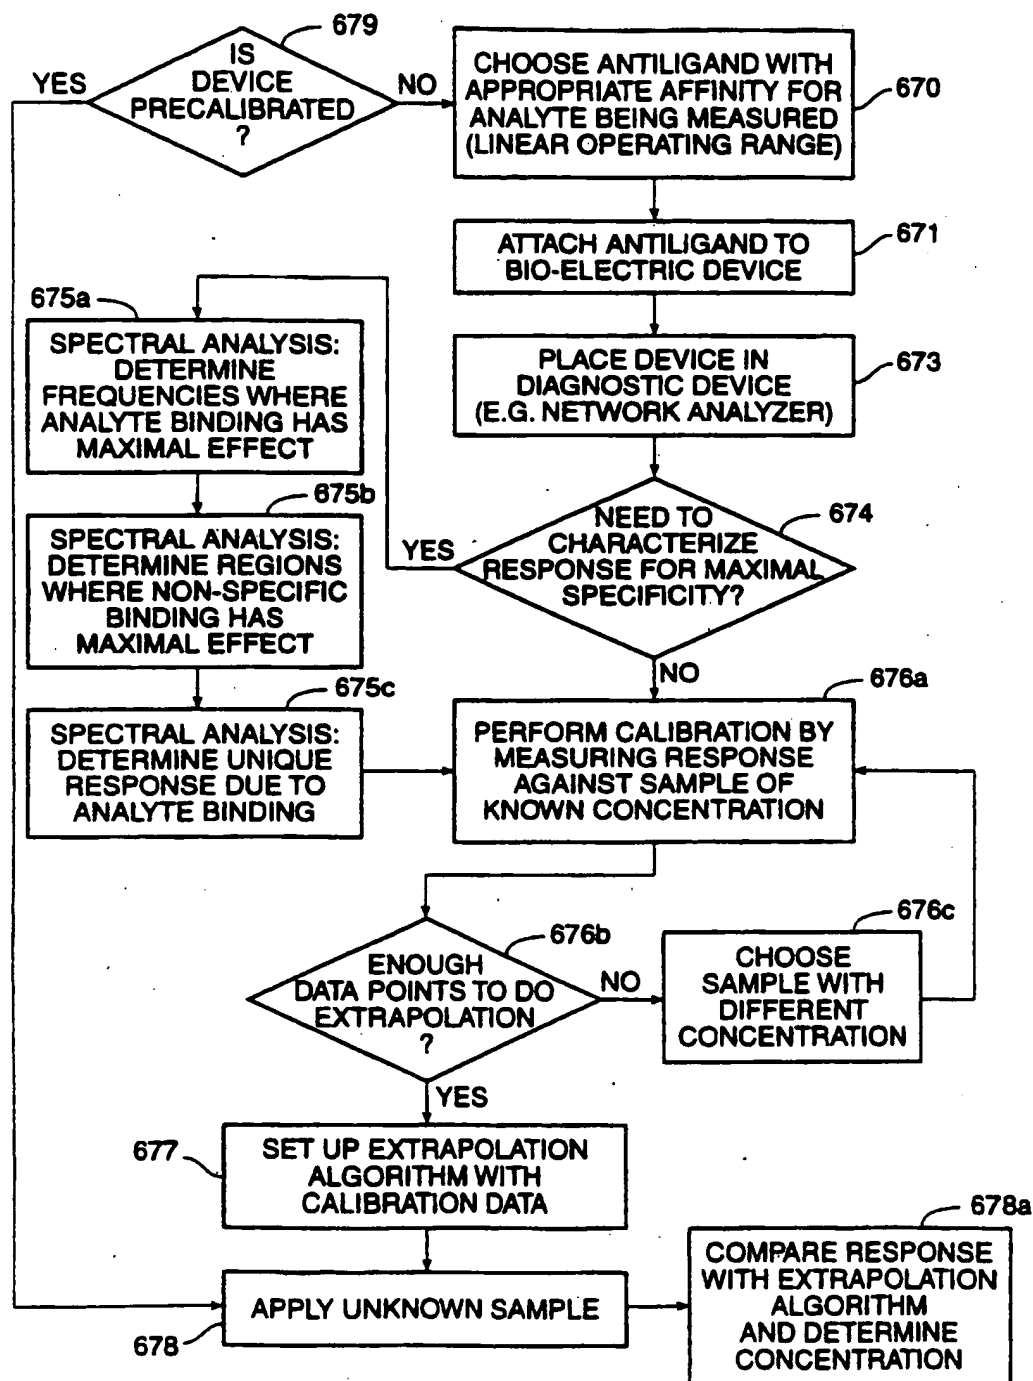 679
IS
DEVICE
PRECALIBRATED
?
YES
NO
CHOOSE ANTILIGAND WITH
APPROPRIATE AFFINITY FOR
ANALYTE BEING MEASURED
(LINEAR OPERATING RANGE)
670
ATTACH ANTILIGAND TO
BIO-ELECTRIC DEVICE
671
PLACE DEVICE IN
DIAGNOSTIC DEVICE
(E.G. NETWORK ANALYZER)
673
NEED TO
CHARACTERIZE
RESPONSE FOR MAXIMAL
SPECIFICITY?
674
YES
NO
675a
SPECTRAL ANALYSIS:
DETERMINE
FREQUENCIES WHERE
ANALYTE BINDING HAS
MAXIMAL EFFECT
675b
SPECTRAL ANALYSIS:
DETERMINE REGIONS
WHERE NON-SPECIFIC
BINDING HAS
MAXIMAL EFFECT
675c
SPECTRAL ANALYSIS:
DETERMINE UNIQUE
RESPONSE DUE TO
ANALYTE BINDING
676a
PERFORM CALIBRATION BY
MEASURING RESPONSE
AGAINST SAMPLE OF
KNOWN CONCENTRATION
676b
ENOUGH
DATA POINTS TO DO
EXTRAPOLATION
?
NO
676c
CHOOSE
SAMPLE WITH
DIFFERENT
CONCENTRATION
YES
677
SET UP EXTRAPOLATION
ALGORITHM WITH
CALIBRATION DATA
678
APPLY UNKNOWN SAMPLE
678a
COMPARE RESPONSE
WITH EXTRAPOLATION
ALGORITHM
AND DETERMINE
CONCENTRATION